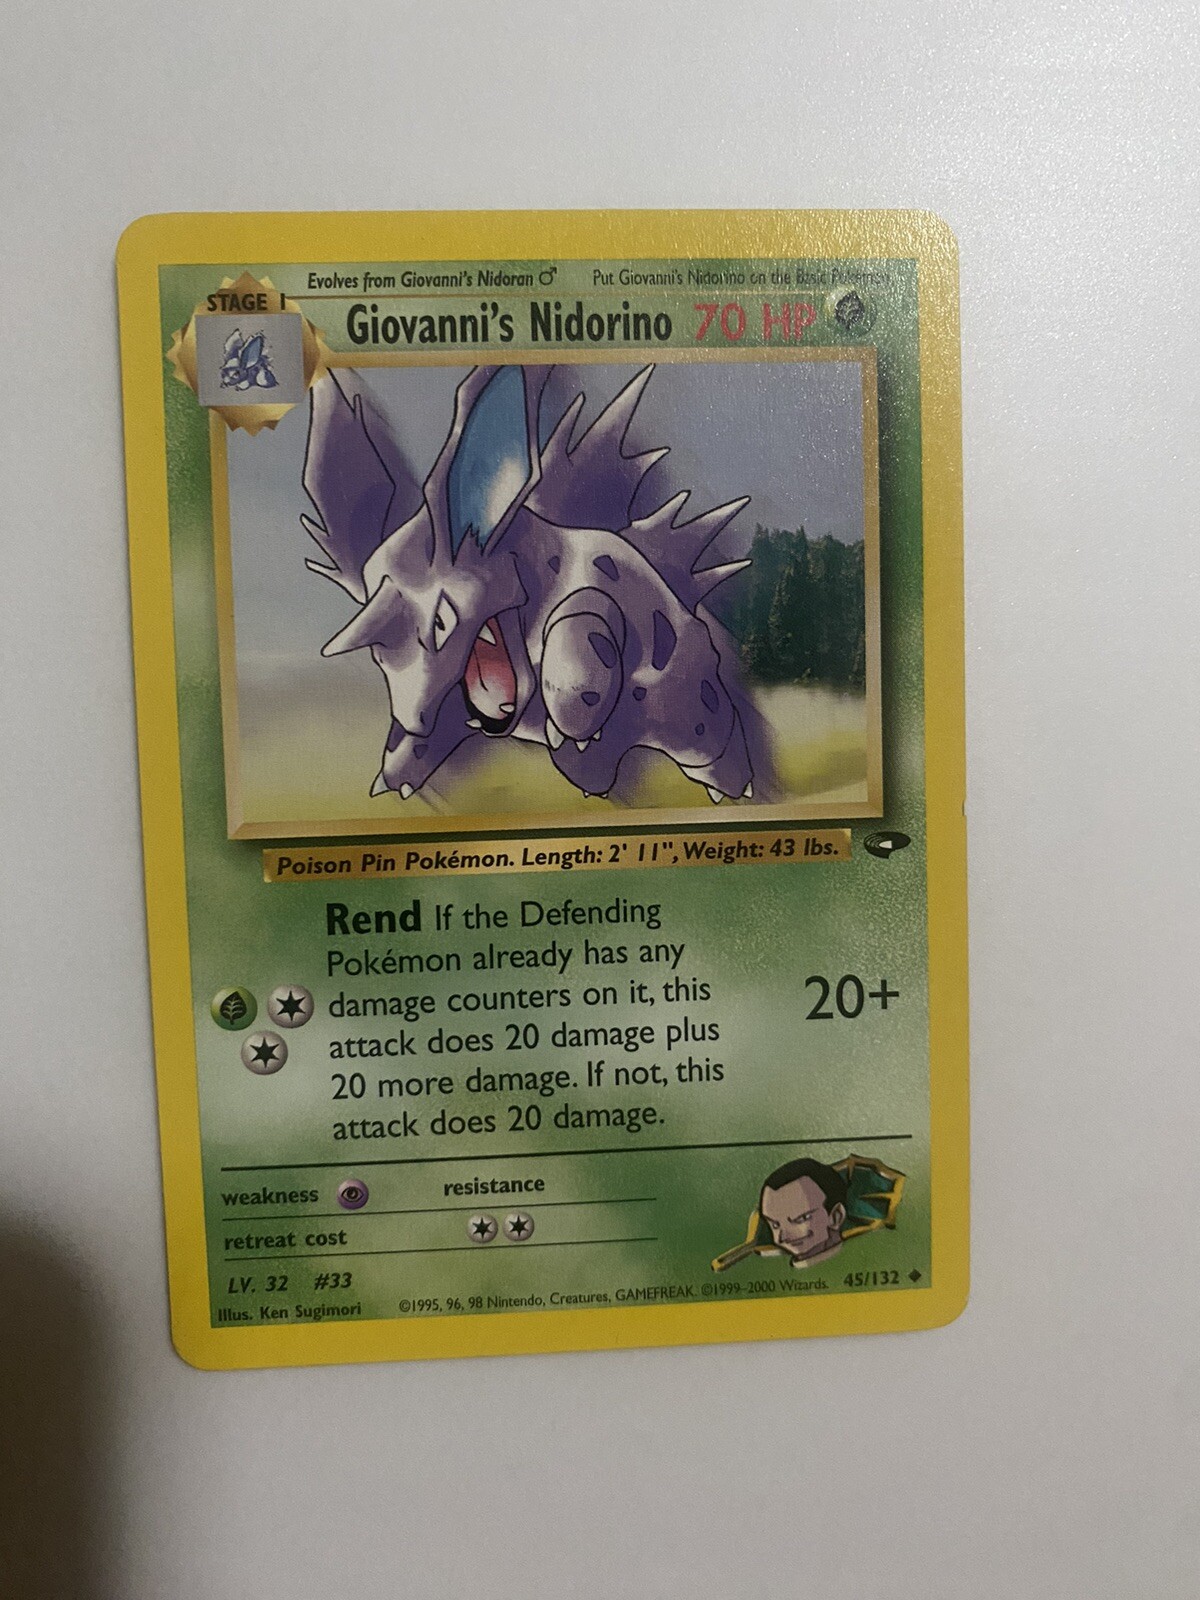 Evolves from Giovanni's Nidoran ♂ Put Giovanni's Nidorino on the Basic Pokémon
STAGE 1
Giovanni's Nidorino 70 HP
Poison Pin Pokémon. Length: 2' 11", Weight: 43 lbs.
Rend If the Defending
Pokémon already has any
damage counters on it, this
attack does 20 damage plus
20 more damage. If not, this
attack does 20 damage.
20+
weakness resistance
retreat cost
LV. 32 #33
Illus. Ken Sugimori ©1995, 96, 98 Nintendo, Creatures, GAMEFREAK. ©1999-2000 Wizards. 45/132